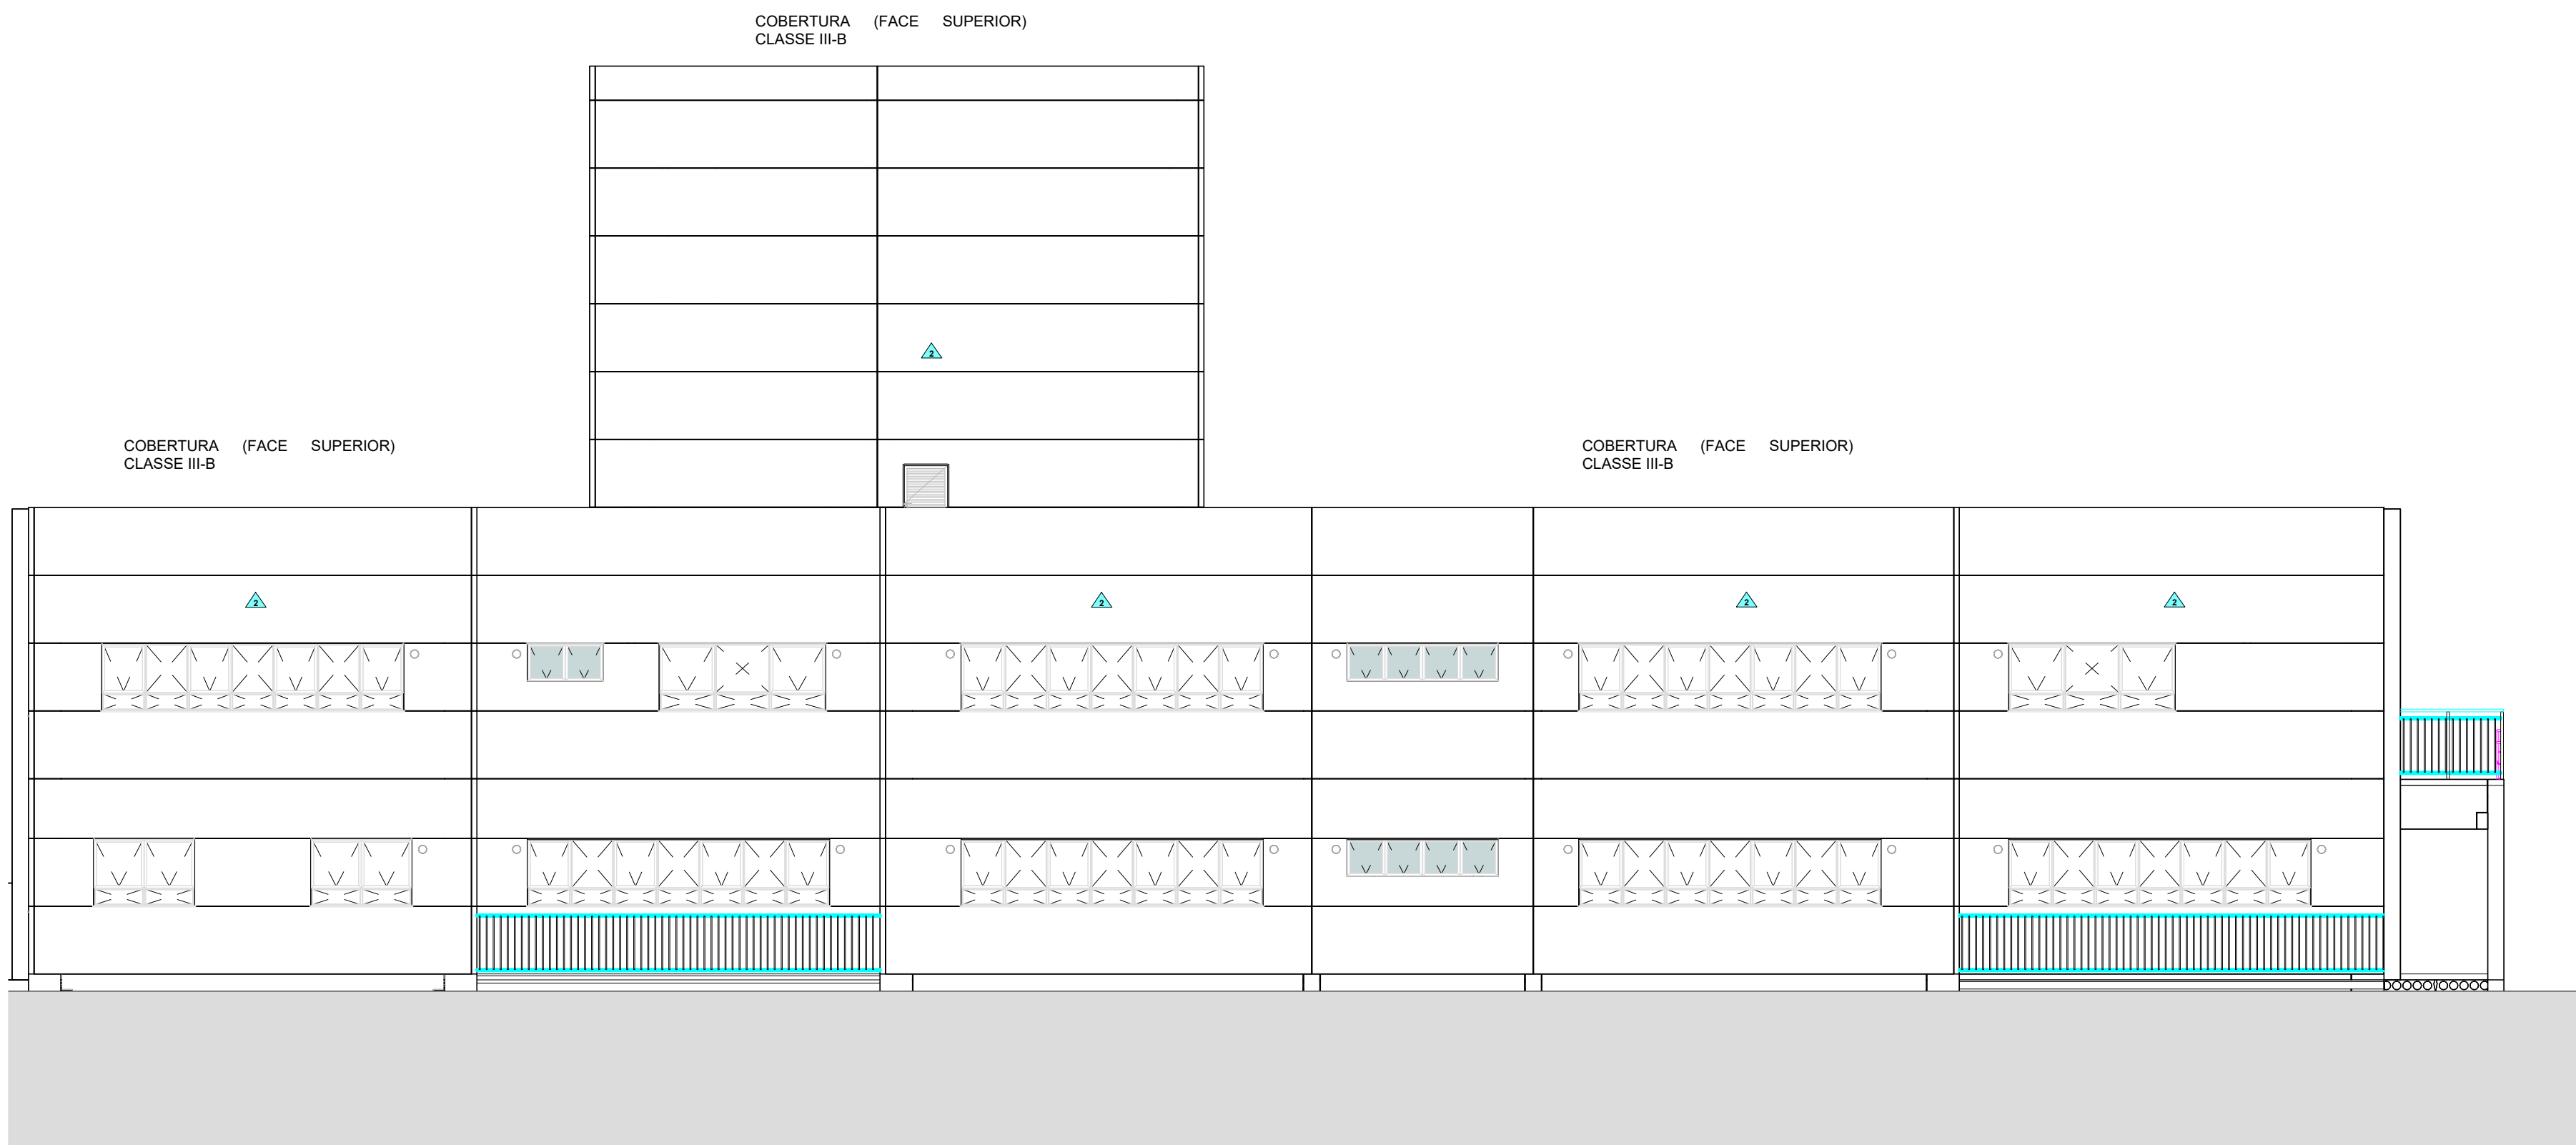 COBERTURA (FACE SUPERIOR)
CLASSE III-B
2
COBERTURA (FACE SUPERIOR)
CLASSE III-B
COBERTURA (FACE SUPERIOR)
CLASSE III-B
2
2
2
2